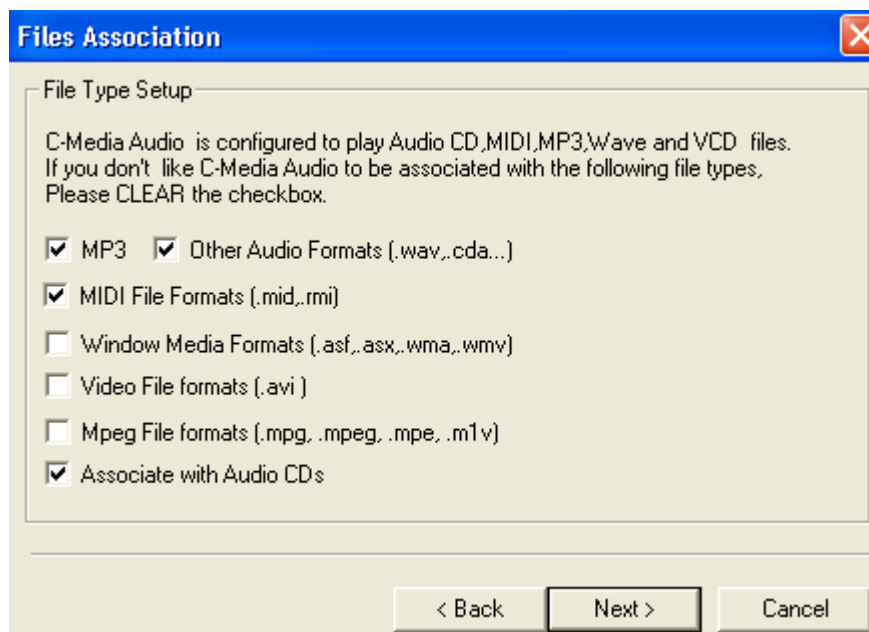 Files Association
File Type Setup
C-Media Audio  is configured to play Audio CD,MIDI,MP3,Wave and VCD  files.
If you don't  like C-Media Audio to be associated with the following file types,
Please CLEAR the checkbox.
MP3 Other Audio Formats (.wav,.cda...)
MIDI File Formats (.mid,.rmi)
Window Media Formats (.asf,.asx,.wma,.wmv)
Video File formats (.avi )
Mpeg File formats (.mpg, .mpeg, .mpe, .m1v)
Associate with Audio CDs
< Back Next > Cancel